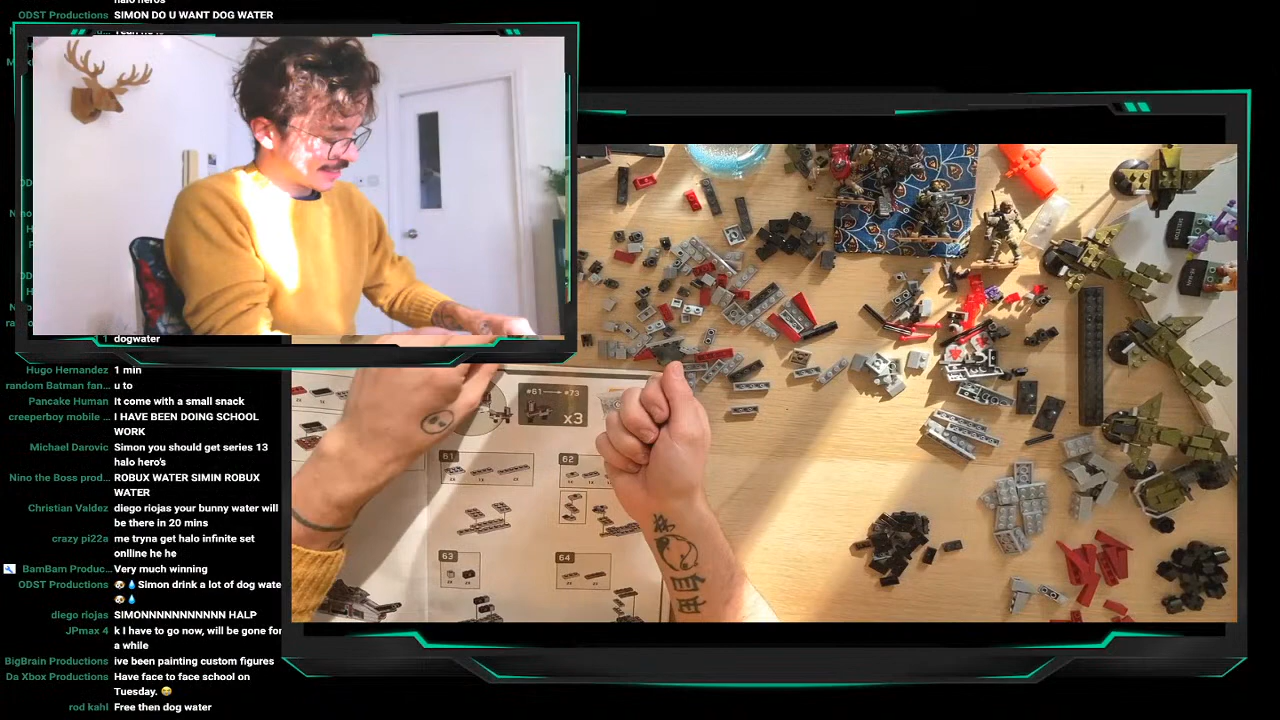 ODST Productions SIMON DO U WANT DOG WATER
dogwater
Hugo Hernandez 1 min
random Batman fan... u to
Pancake Human It come with a small snack
creeperboy mobile ... I HAVE BEEN DOING SCHOOL
WORK
Michael Darovic Simon you should get series 13
halo hero's
Nino the Boss prod... ROBUX WATER SIMIN ROBUX
WATER
Christian Valdez diego riojas your bunny water will
be there in 20 mins
crazy pi22a me tryna get halo infinite set
onlline he he
BamBam Produc... Very much winning
ODST Productions 🐶💧Simon drink a lot of dog wate
🐶💧
diego riojas SIMONNNNNNNNNN HALP
JPmax 4 k I have to go now, will be gone for
a while
BigBrain Productions ive been painting custom figures
Da Xbox Productions Have face to face school on
Tuesday. 😂
rod kahl Free then dog water
#61 #73
x3
61
62
63
64
自由